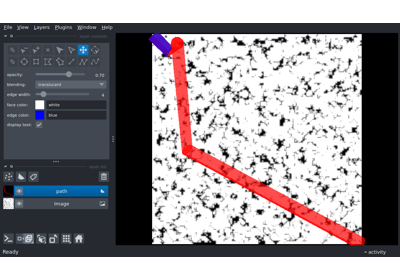 File View Layers Plugins Window Help
opacity: 0.70
blending: translucent
edge width: 4
face color: white
edge color: blue
display text:
path
Image
Ready activity